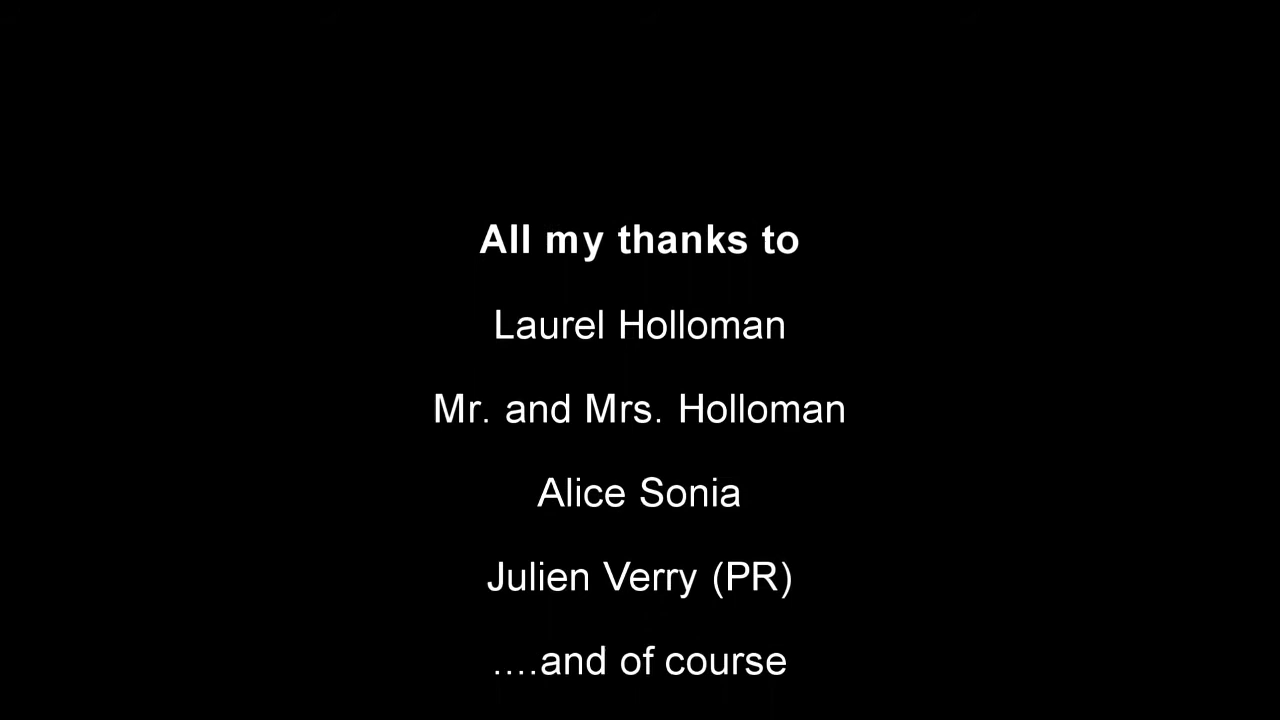 All my thanks to
Laurel Holloman
Mr. and Mrs. Holloman
Alice Sonia
Julien Verry (PR)
....and of course